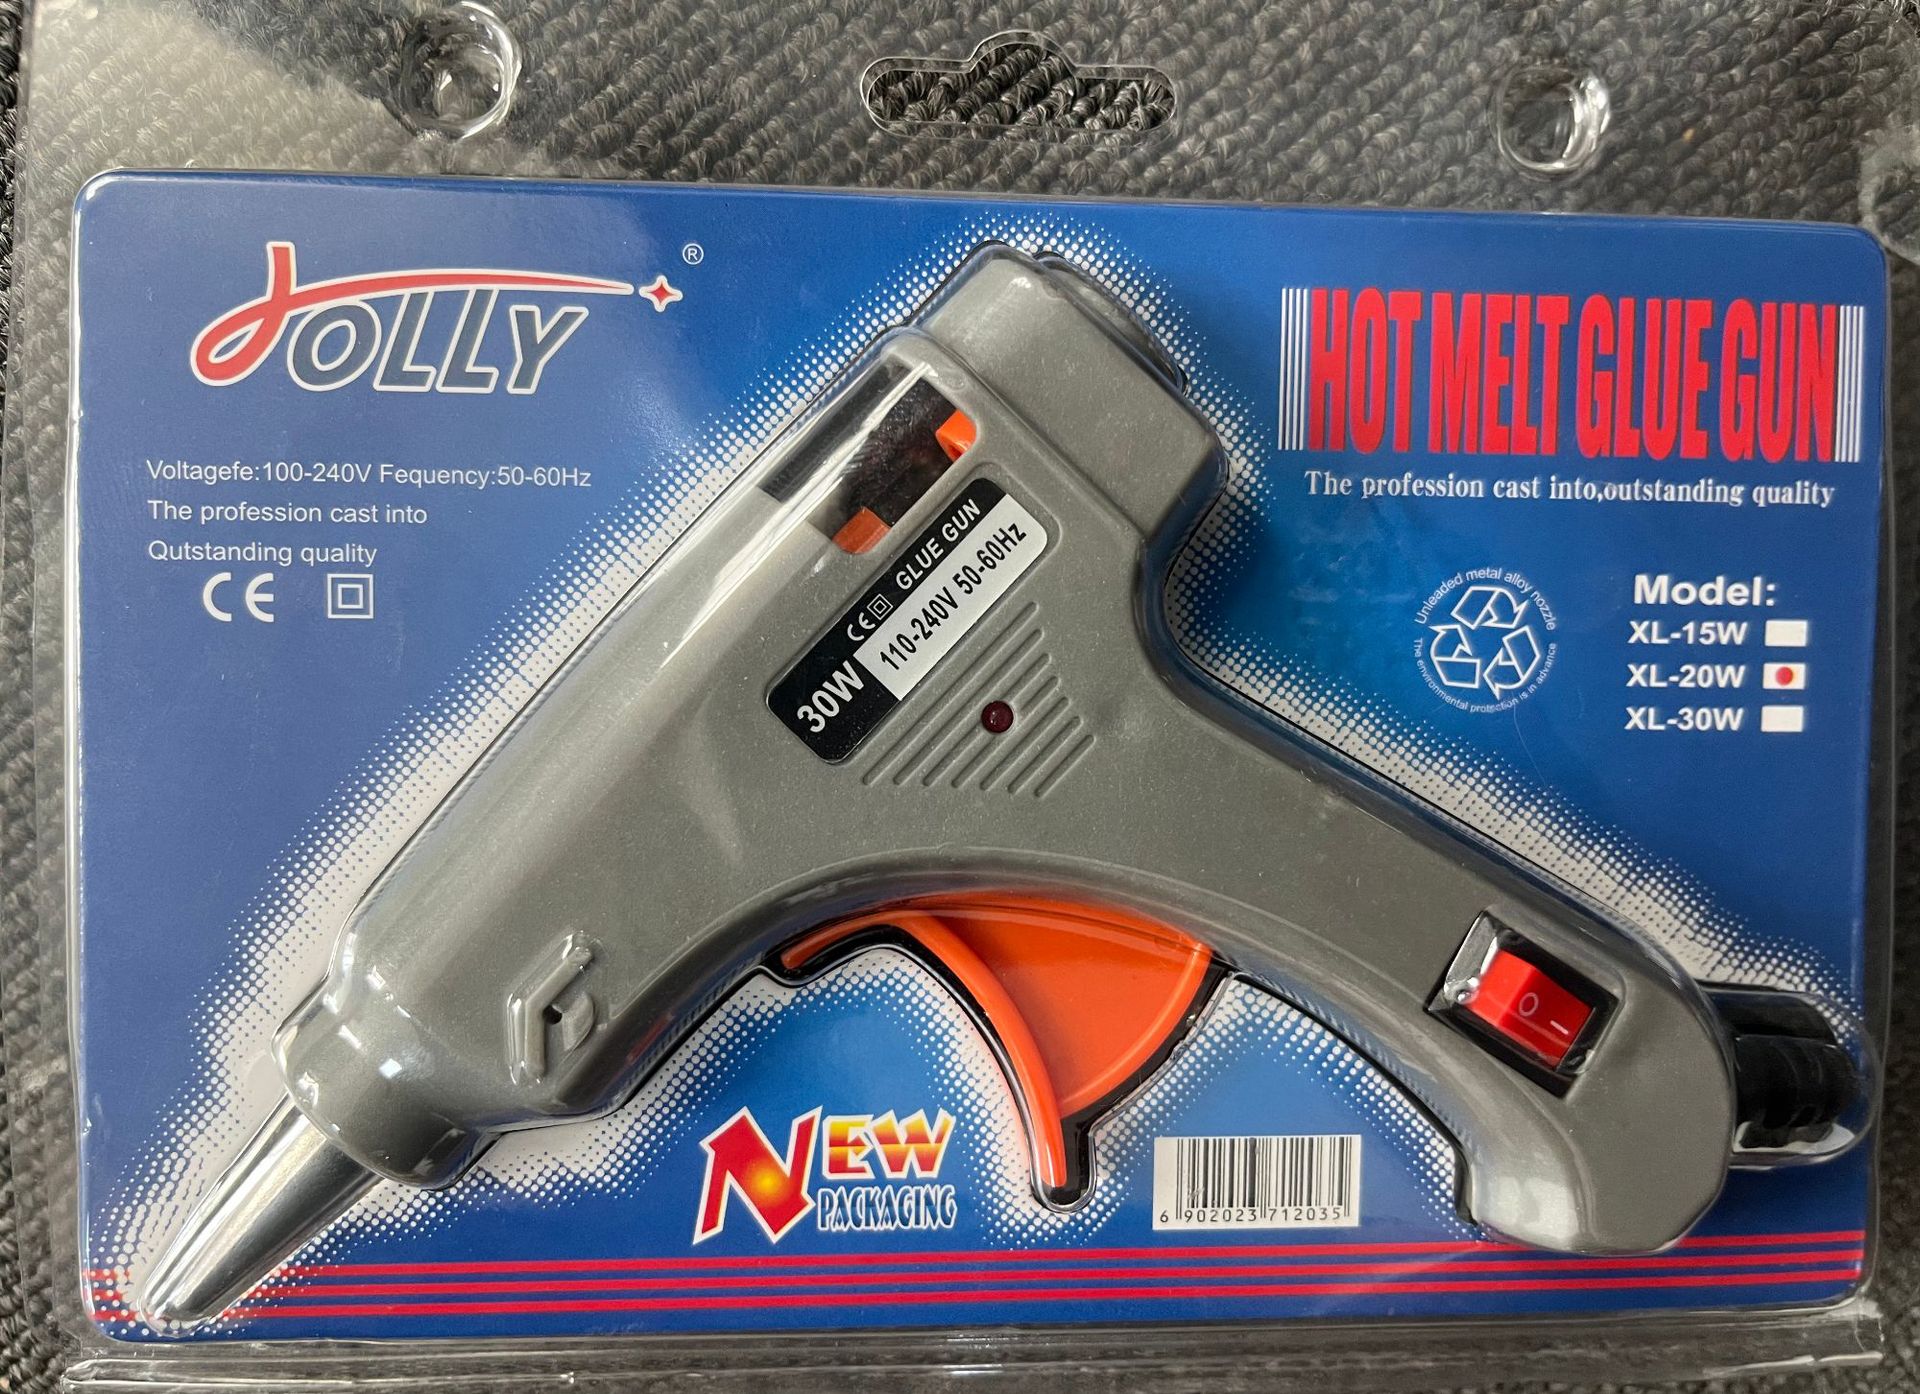 JOLLY ®
Voltagefe:100-240V Fequency:50-60Hz
The profession cast into
Qutstanding quality
CE
HOT MELT GLUE GUN
The profession cast into,outstanding quality
Unleaded metal alloy nozzle
The environmental protection is in advance
Model:
XL-15W
XL-20W
XL-30W
30W CE GLUE GUN
110-240V 50-60Hz
NEW
PACKAGING
6 902023 712035